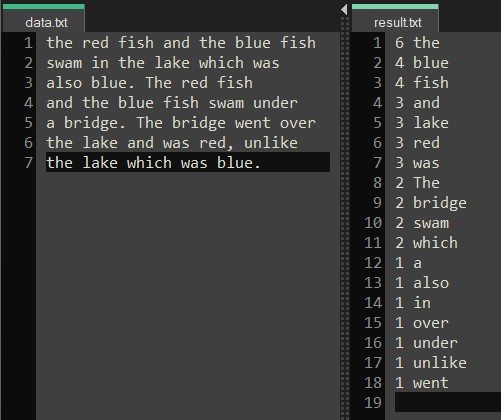 data.txt
1 the red fish and the blue fish
2 swam in the lake which was
3 also blue. The red fish
4 and the blue fish swam under
5 a bridge. The bridge went over
6 the lake and was red, unlike
7 the lake which was blue.
result.txt
1 6 the
2 4 blue
3 4 fish
4 3 and
5 3 lake
6 3 red
7 3 was
8 2 The
9 2 bridge
10 2 swam
11 2 which
12 1 a
13 1 also
14 1 in
15 1 over
16 1 under
17 1 unlike
18 1 went
19